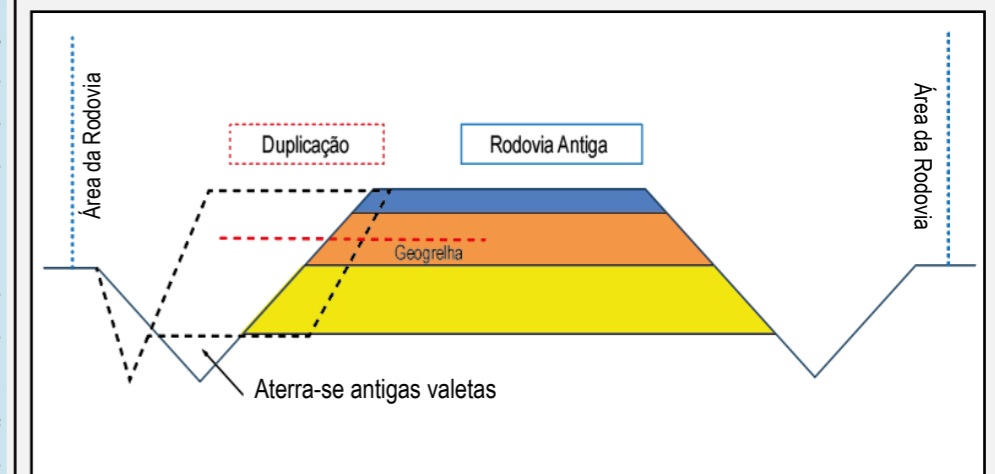 Área da Rodovia
Duplicação
Rodovia Antiga
Área da Rodovia
Geogrelha
Aterra-se antigas valetas